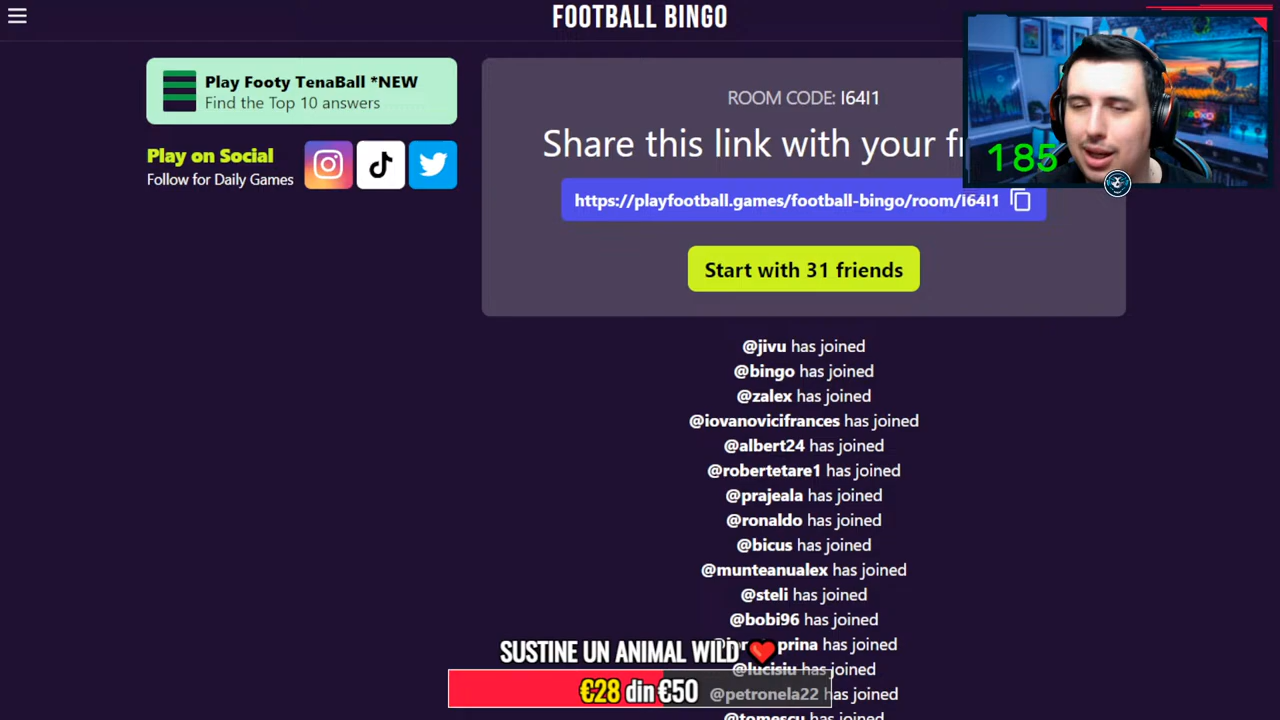 FOOTBALL BINGO
Play Footy TenaBall *NEW
Find the Top 10 answers
Play on Social
Follow for Daily Games
ROOM CODE: I64I1
Share this link with your
185
https://playfootball.games/football-bingo/room/I64I1
Start with 31 friends
@jivu has joined
@bingo has joined
@zalex has joined
@iovanovicifrances has joined
@albert24 has joined
@robertetare1 has joined
@prajeala has joined
@ronaldo has joined
@bicus has joined
@munteanualex has joined
@steli has joined
@bobi96 has joined
has joined
SUSTINE UN ANIMAL WILD ❤️
@lucisiu has joined
€28 din €50
@petronela22 has joined
@tomescu has joined